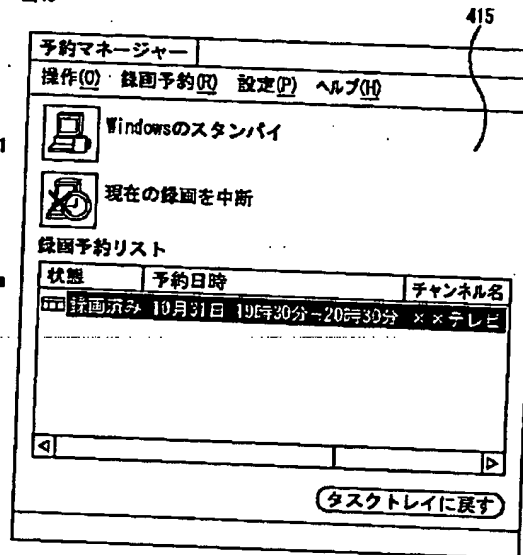 415
予約マネージャー
操作(O) 録画予約(R) 設定(P) ヘルプ(H)
Windowsのスタンバイ
現在の録画を中断
録画予約リスト
状態 予約日時 チャンネル名
録画済み 10月31日 19時30分~20時30分 ××テレビ
タスクトレイに戻す